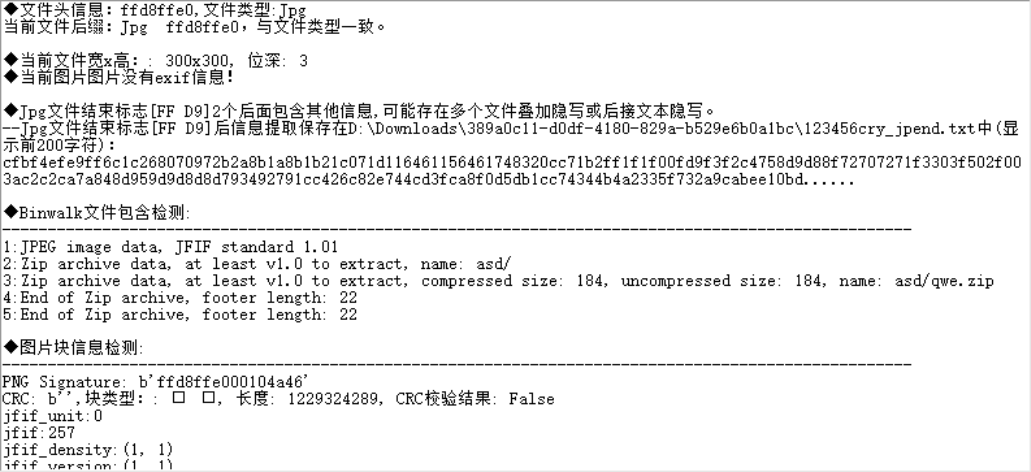 ◆文件头信息: ffd8ffe0,文件类型:Jpg
当前文件后缀: Jpg  ffd8ffe0，与文件类型一致。
◆当前文件宽x高: : 300x300, 位深: 3
◆当前图片图片没有exif信息!
◆Jpg文件结束标志[FF D9]2个后面包含其他信息,可能存在多个文件叠加隐写或后接文本隐写。
--Jpg文件结束标志[FF D9]后信息提取保存在D:\Downloads\389a0c11-d0df-4180-829a-b529e6b0a1bc\123456cry_jpend.txt中(显
示前200字符):
cfbf4efe9ff6c1c268070972b2a8b1a8b1b21c071d116461156461748320cc71b2ff1f1f00fd9f3f2c4758d9d88f72707271f3303f502f00
3ac2c2ca7a848d959d9d8d8d793492791cc426c82e744cd3fca8f0d5db1cc74344b4a2335f732a9cabee10bd......
◆Binwalk文件包含检测:
1:JPEG image data, JFIF standard 1.01
2:Zip archive data, at least v1.0 to extract, name: asd/
3:Zip archive data, at least v1.0 to extract, compressed size: 184, uncompressed size: 184, name: asd/qwe.zip
4:End of Zip archive, footer length: 22
5:End of Zip archive, footer length: 22
◆图片块信息检测:
PNG Signature: b'ffd8ffe000104a46'
CRC: b'',块类型: : □ □, 长度: 1229324289, CRC校验结果: False
jfif_unit:0
jfif:257
jfif_density:(1, 1)
jfif_version:(1, 1)